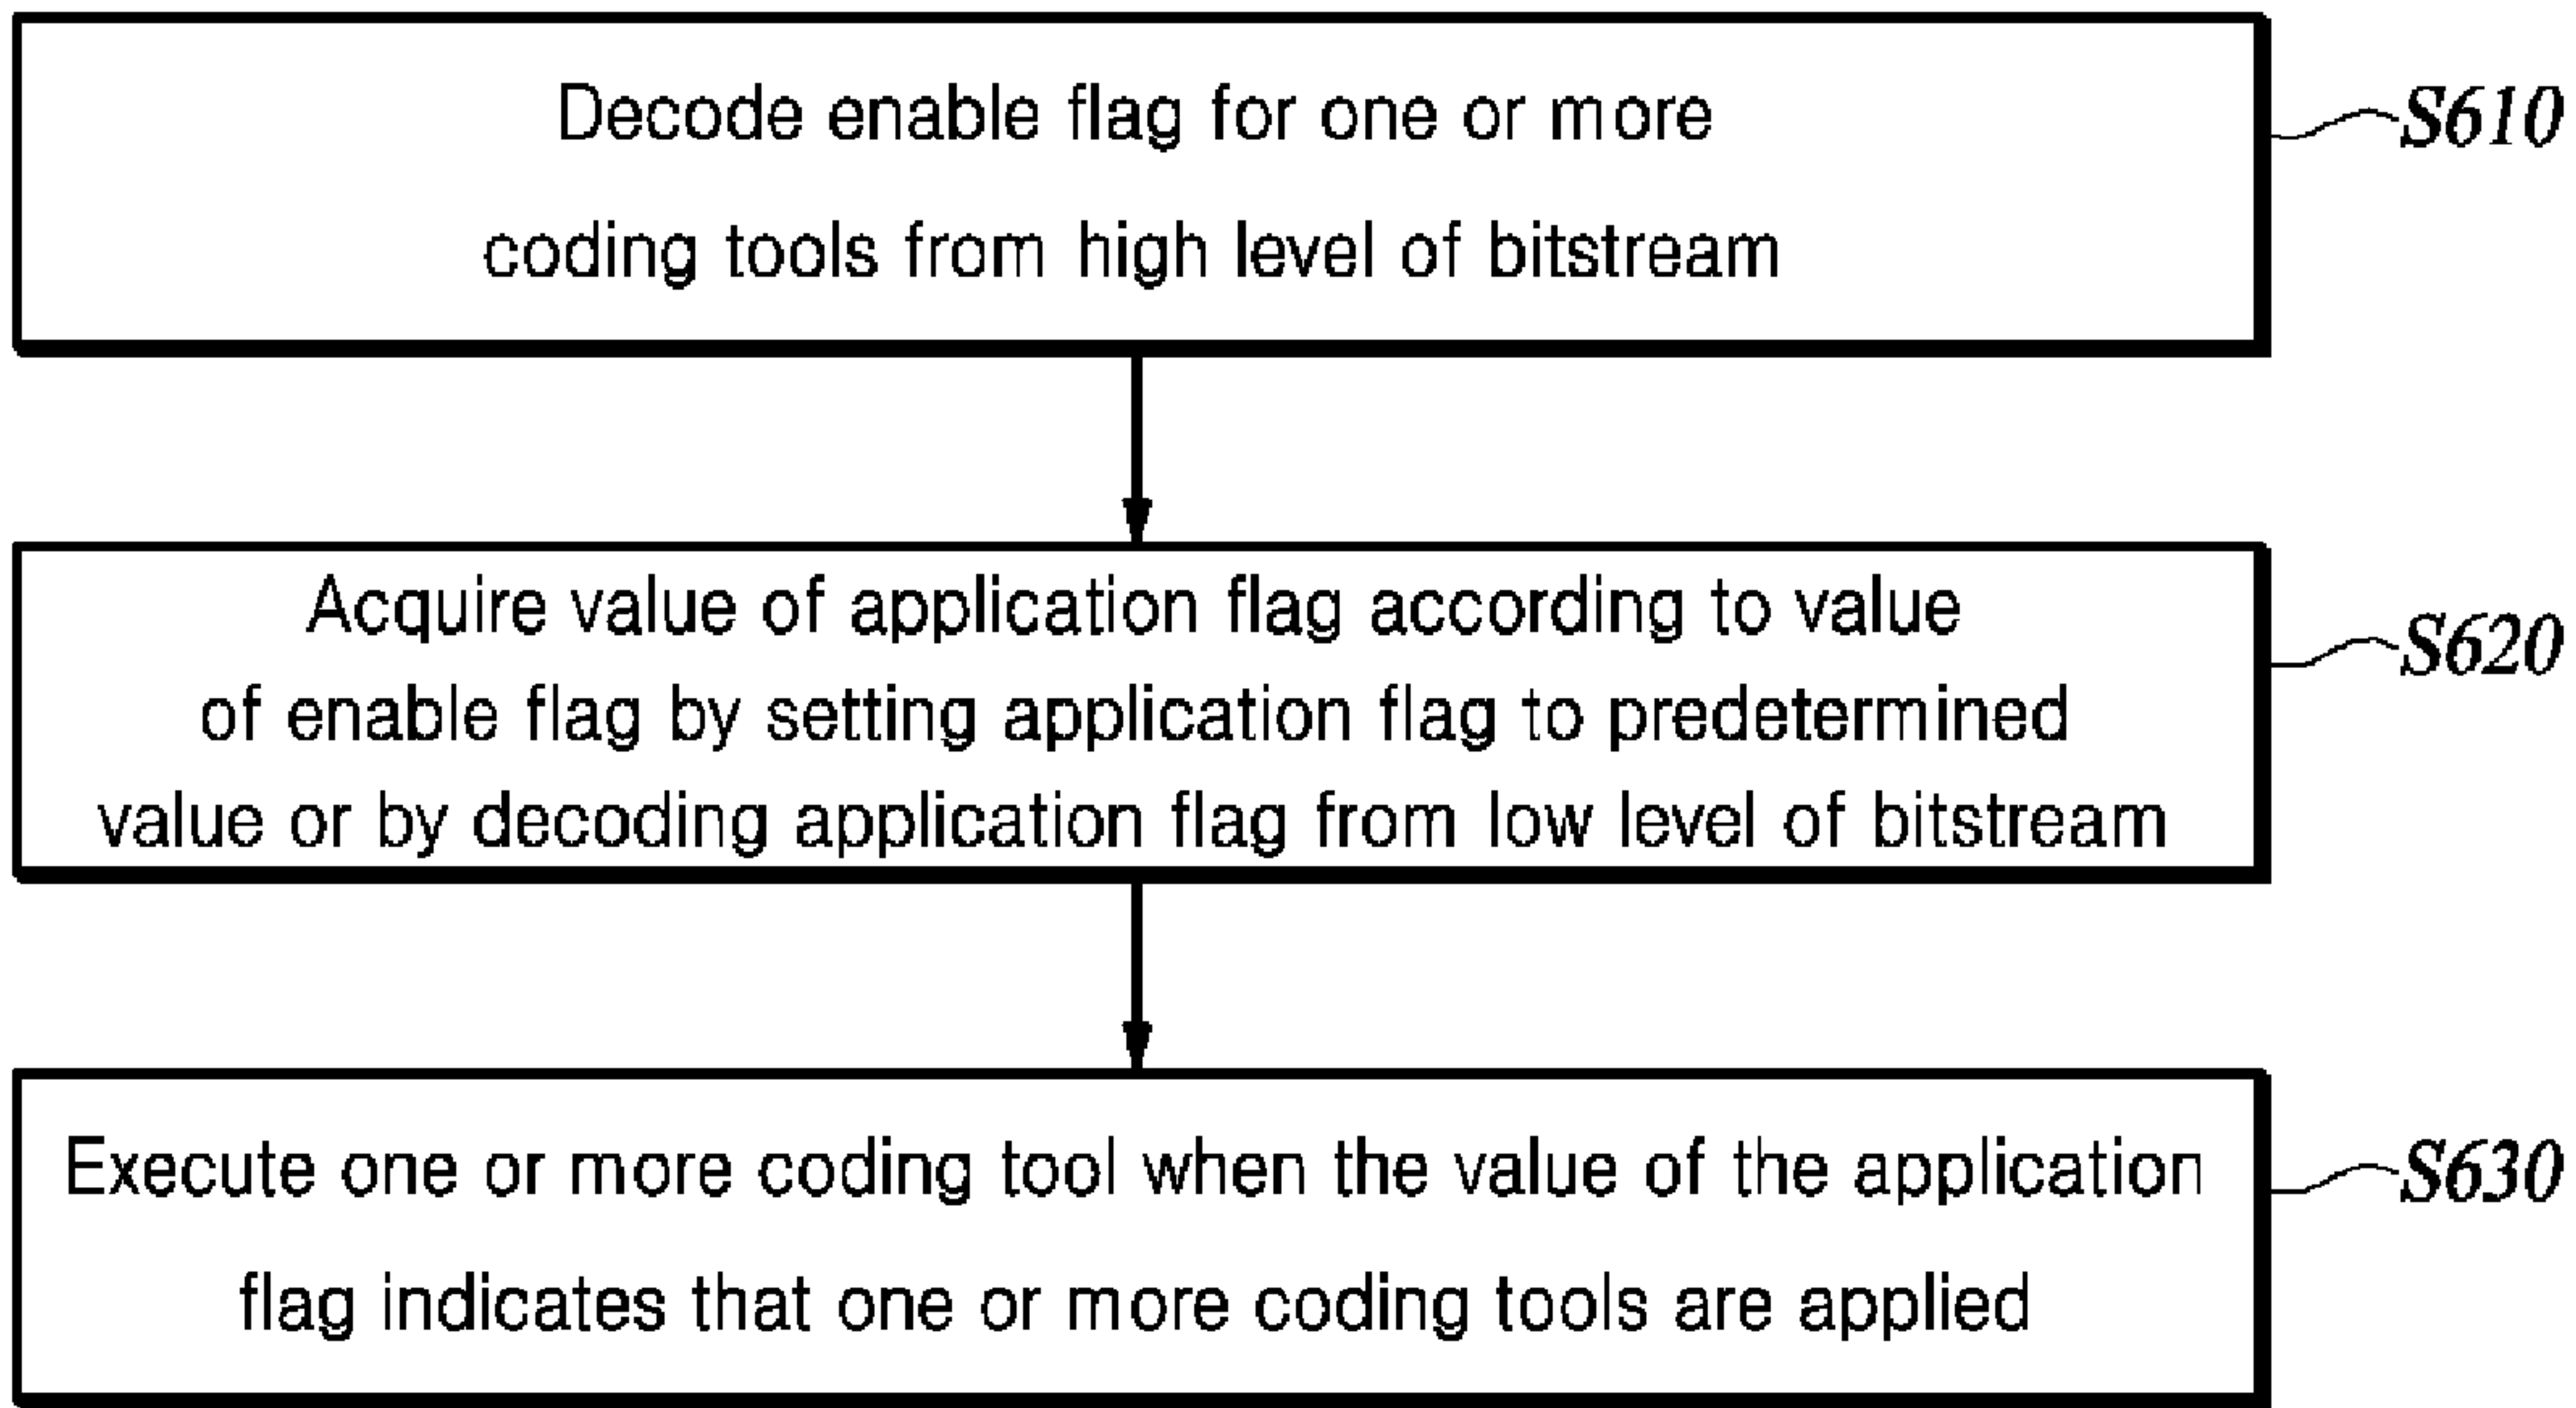 Decode enable flag for one or more
coding tools from high level of bitstream
S610
Acquire value of application flag according to value
of enable flag by setting application flag to predetermined
value or by decoding application flag from low level of bitstream
S620
Execute one or more coding tool when the value of the application
flag indicates that one or more coding tools are applied
S630